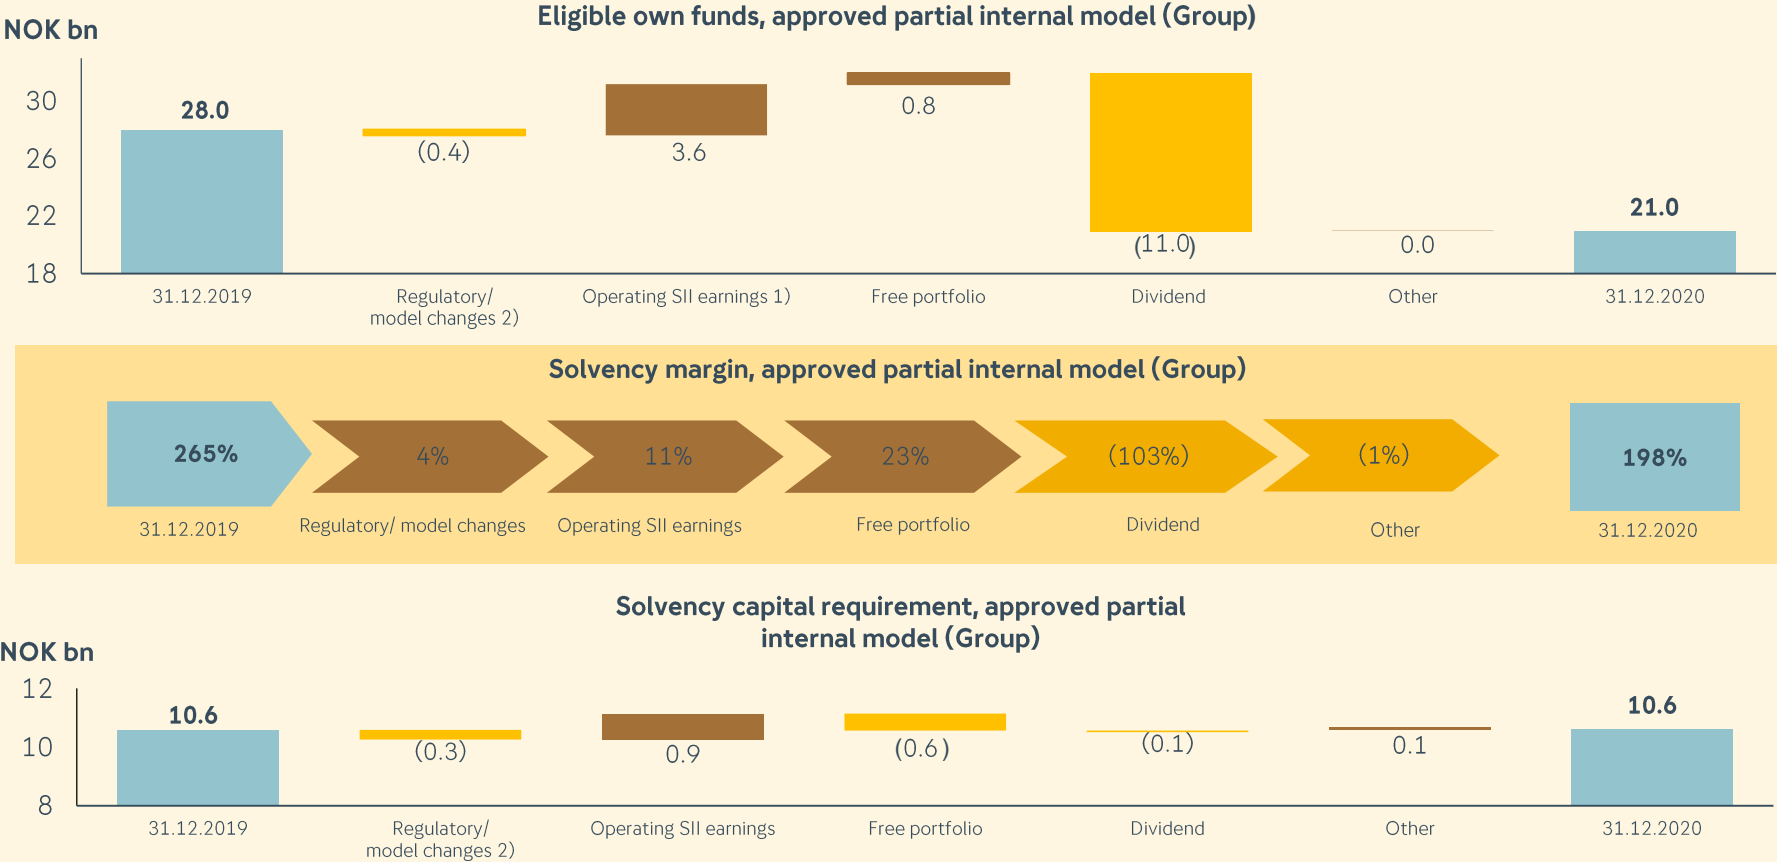 Eligible own funds, approved partial internal model (Group)
NOK bn
30
26
22
18
28.0
(0.4)
3.6
0.8
(11.0)
0.0
21.0
31.12.2019
Regulatory/
model changes 2)
Operating SII earnings 1)
Free portfolio
Dividend
Other
31.12.2020
Solvency margin, approved partial internal model (Group)
265%
4%
11%
23%
(103%)
(1%)
198%
31.12.2019
Regulatory/ model changes
Operating SII earnings
Free portfolio
Dividend
Other
31.12.2020
Solvency capital requirement, approved partial
internal model (Group)
NOK bn
12
10
8
10.6
(0.3)
0.9
(0.6)
(0.1)
0.1
10.6
31.12.2019
Regulatory/
model changes 2)
Operating SII earnings
Free portfolio
Dividend
Other
31.12.2020